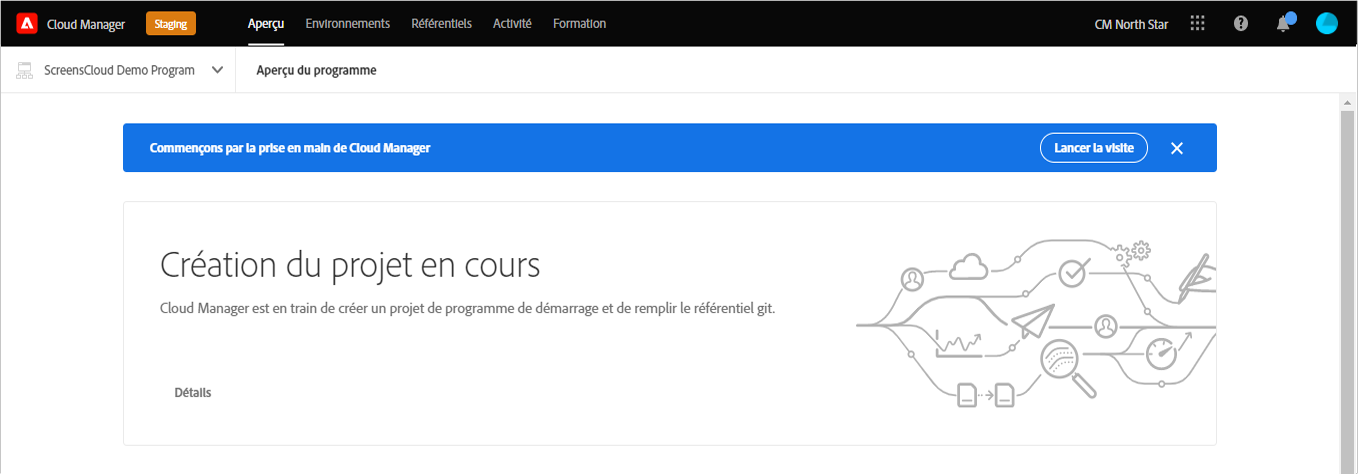 Cloud Manager Staging Aperçu Environnements Référentiels Activité Formation CM North Star
ScreensCloud Demo Program Aperçu du programme
Commençons par la prise en main de Cloud Manager Lancer la visite
Création du projet en cours
Cloud Manager est en train de créer un projet de programme de démarrage et de remplir le référentiel git.
Détails